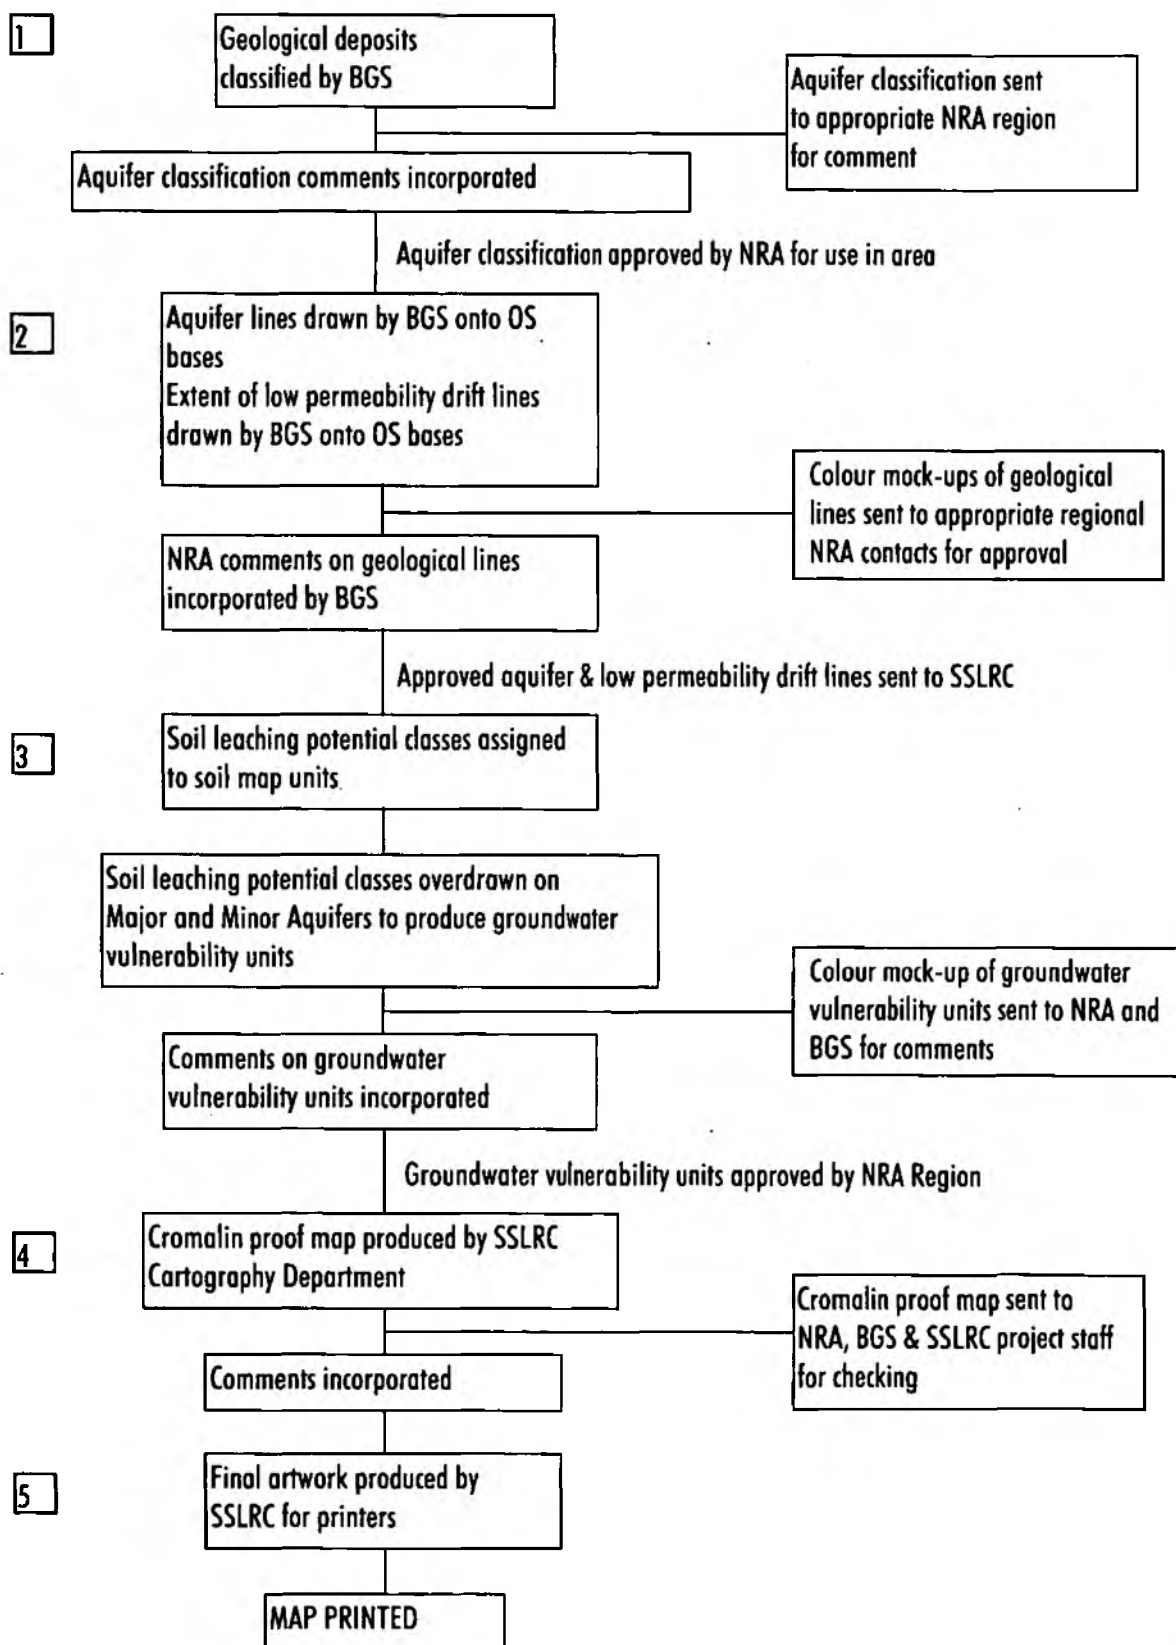 1
Geological deposits
classified by BGS
Aquifer classification sent
to appropriate NRA region
for comment
Aquifer classification comments incorporated
Aquifer classification approved by NRA for use in area
2
Aquifer lines drawn by BGS onto OS
bases
Extent of low permeability drift lines
drawn by BGS onto OS bases
Colour mock-ups of geological
lines sent to appropriate regional
NRA contacts for approval
NRA comments on geological lines
incorporated by BGS
Approved aquifer & low permeability drift lines sent to SSLRC
3
Soil leaching potential classes assigned
to soil map units
Soil leaching potential classes overdrawn on
Major and Minor Aquifers to produce groundwater
vulnerability units
Colour mock-up of groundwater
vulnerability units sent to NRA and
BGS for comments
Comments on groundwater
vulnerability units incorporated
Groundwater vulnerability units approved by NRA Region
4
Cromalin proof map produced by SSLRC
Cartography Department
Cromalin proof map sent to
NRA, BGS & SSLRC project staff
for checking
Comments incorporated
5
Final artwork produced by
SSLRC for printers
MAP PRINTED